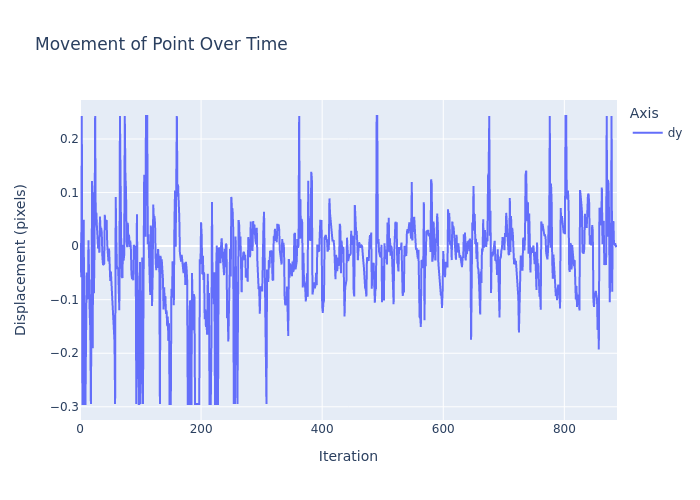 Movement of Point Over Time
Axis
dy
Displacement (pixels)
0.2
0.1
0
−0.1
−0.2
−0.3
0 200 400 600 800
Iteration